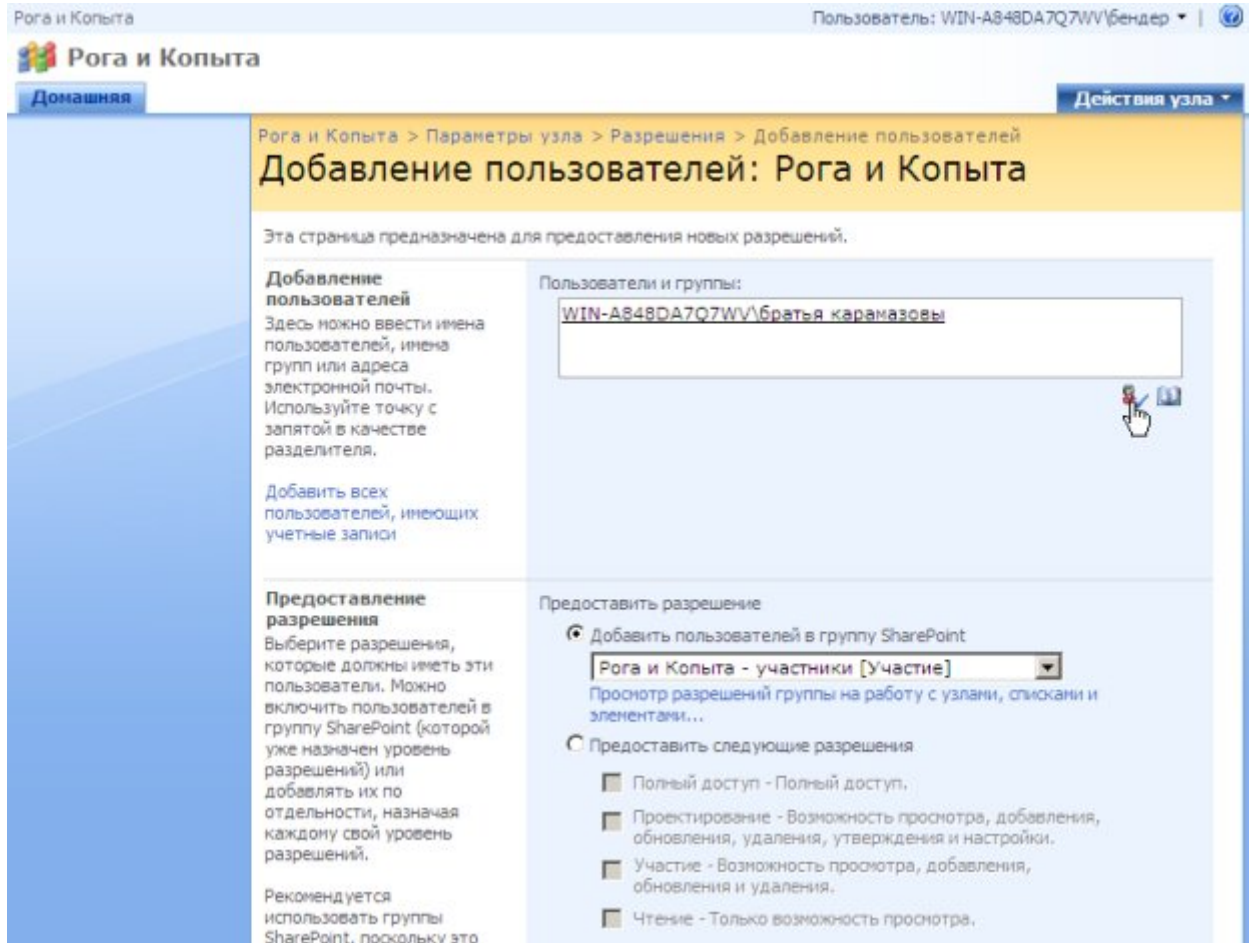 Рога и Копыта
Пользователь: WIN-A848DA7Q7WV\бендер
Рога и Копыта
Домашняя
Действия узла
Рога и Копыта > Параметры узла > Разрешения > Добавление пользователей
Добавление пользователей: Рога и Копыта
Эта страница предназначена для предоставления новых разрешений.
Добавление
пользователей
Здесь можно ввести имена
пользователей, имена
групп или адреса
электронной почты.
Используйте точку с
запятой в качестве
разделителя.
Добавить всех
пользователей, имеющих
учетные записи
Пользователи и группы:
WIN-A848DA7Q7WV\братья карамазовы
Предоставление
разрешения
Выберите разрешения,
которые должны иметь эти
пользователи. Можно
включить пользователей в
группу SharePoint (которой
уже назначен уровень
разрешений) или
добавлять их по
отдельности, назначая
каждому свой уровень
разрешений.
Рекомендуется
использовать группы
SharePoint, поскольку это
Предоставить разрешение
Добавить пользователей в группу SharePoint
Рога и Копыта - участники [Участие]
Просмотр разрешений группы на работу с узлами, списками и
элементами...
Предоставить следующие разрешения
Полный доступ - Полный доступ.
Проектирование - Возможность просмотра, добавления,
обновления, удаления, утверждения и настройки.
Участие - Возможность просмотра, добавления,
обновления и удаления.
Чтение - Только возможность просмотра.